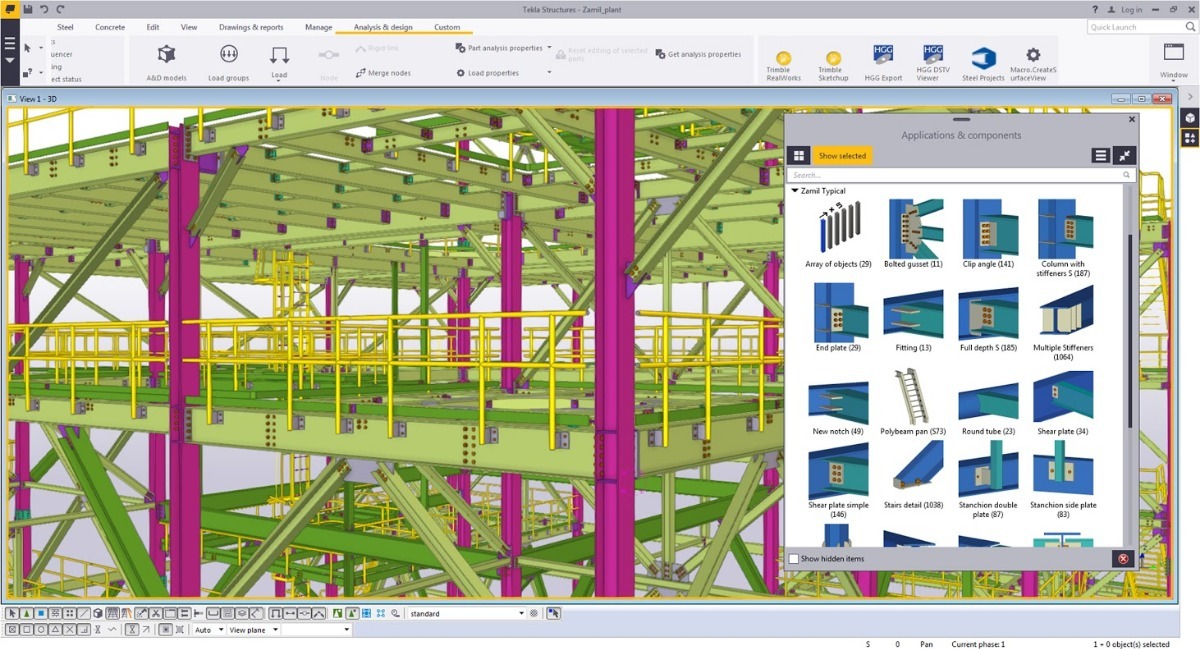 Tekla Structures - Zamil_plant
? Log in
Steel Concrete Edit View Drawings & reports Manage Analysis & design Custom
Quick Launch
uencer
ing
ect status
A&D models
Load groups
Load
Node
Rigid link
Merge nodes
Part analysis properties
Load properties
Reset editing of selected
parts
Get analysis properties
Trimble
RealWorks
Trimble
Sketchup
HGG
HGG Export
HGG
HGG DSTV
Viewer
Steel Projects
Macro.CreateS
urfaceView
Window
View 1 - 3D
Applications & components
Show selected
Search...
Zamil Typical
Array of objects (29)
Bolted gusset (11)
Clip angle (141)
Column with
stiffeners S (187)
End plate (29)
Fitting (13)
Full depth S (185)
Multiple Stiffeners
(1064)
New notch (49)
Polybeam pan (S73)
Round tube (23)
Shear plate (34)
Shear plate simple
(146)
Stairs detail (1038)
Stanchion double
plate (87)
Stanchion side plate
(83)
Show hidden items
standard
Auto
View plane
S 0 Pan Current phase: 1 1 + 0 object(s) selected